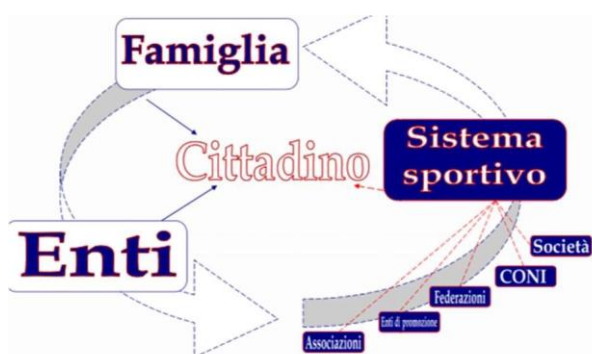 Famiglia
Cittadino
Sistema
sportivo
Enti
Società
CONI
Federazioni
Enti di promozione
Associazioni